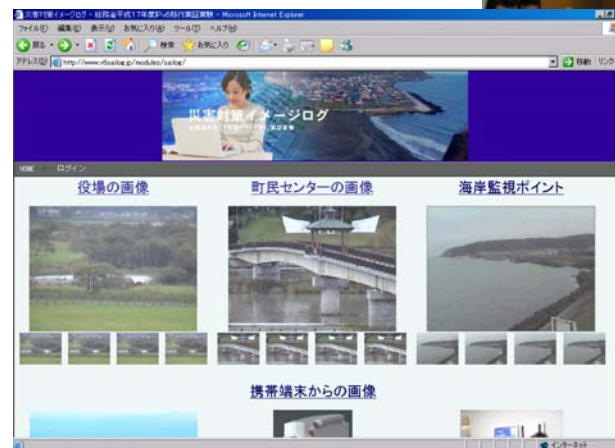 災害対策イメージログ - 総務省平成17年度IPv6移行実証実験 - Microsoft Internet Explorer
ファイル(F) 編集(E) 表示(V) お気に入り(A) ツール(T) ヘルプ(H)
戻る 検索 お気に入り
アドレス(D) http://www.v6sailog.jp/modules/sailog/ 移動 リンク
災害対策イメージログ
HOME ログイン
役場の画像 町民センターの画像 海岸監視ポイント
携帯端末からの画像
インターネット